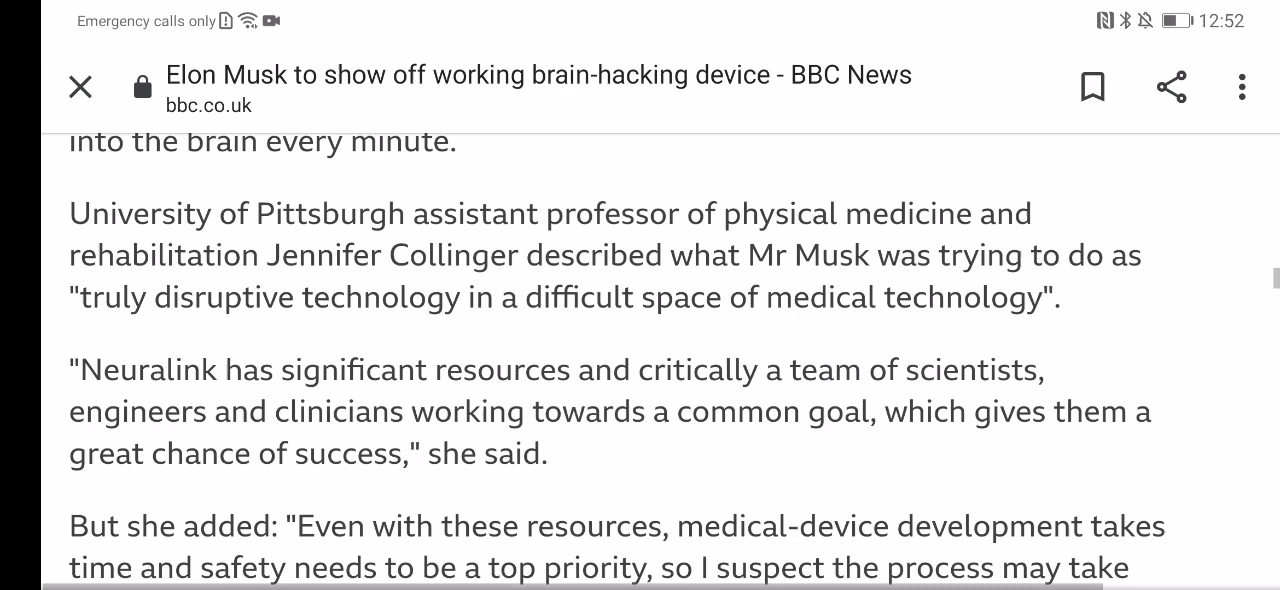 Emergency calls only
12:52
Elon Musk to show off working brain-hacking device - BBC News
bbc.co.uk
into the brain every minute.
University of Pittsburgh assistant professor of physical medicine and
rehabilitation Jennifer Collinger described what Mr Musk was trying to do as
"truly disruptive technology in a difficult space of medical technology".
"Neuralink has significant resources and critically a team of scientists,
engineers and clinicians working towards a common goal, which gives them a
great chance of success," she said.
But she added: "Even with these resources, medical-device development takes
time and safety needs to be a top priority, so I suspect the process may take